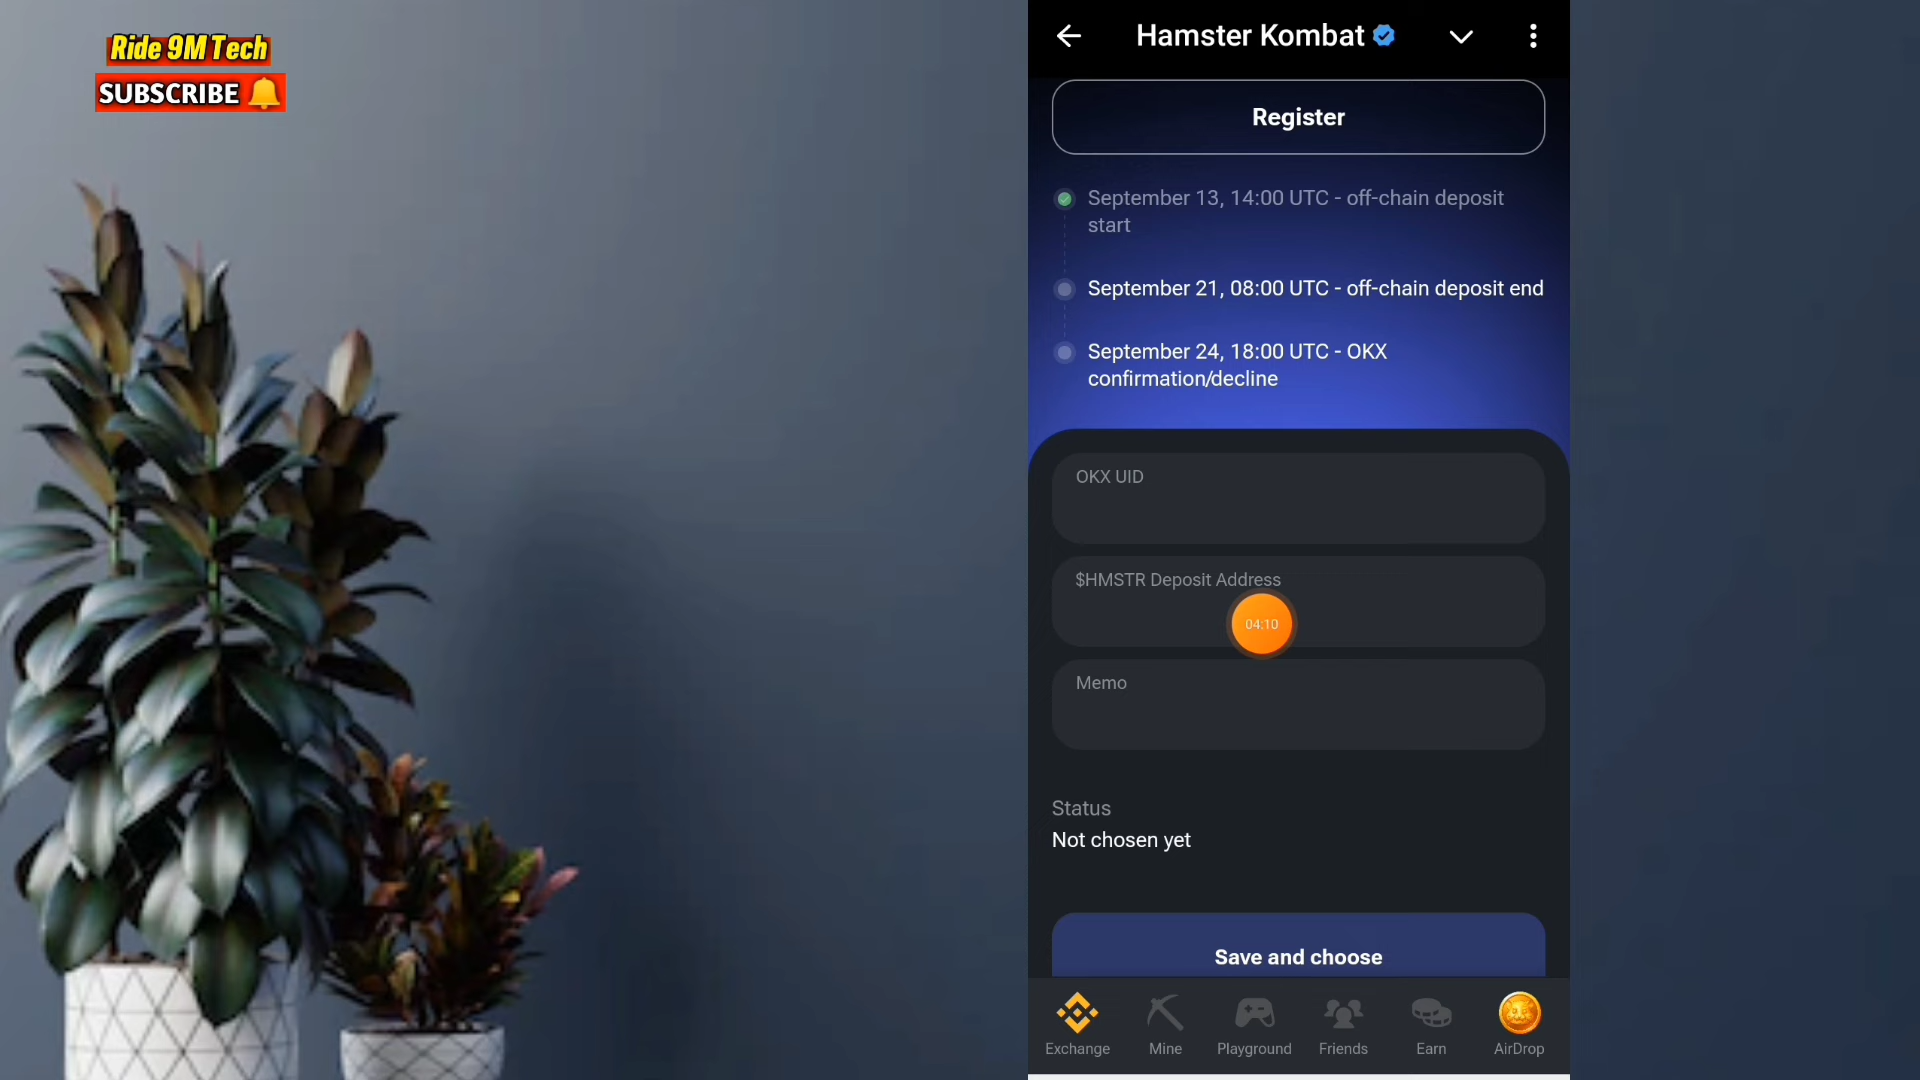 Ride 9M Tech
SUBSCRIBE
Hamster Kombat
Register
September 13, 14:00 UTC - off-chain deposit
start
September 21, 08:00 UTC - off-chain deposit end
September 24, 18:00 UTC - OKX
confirmation/decline
OKX UID
$HMSTR Deposit Address
04:10
Memo
Status
Not chosen yet
Save and choose
Exchange
Mine
Playground
Friends
Earn
AirDrop